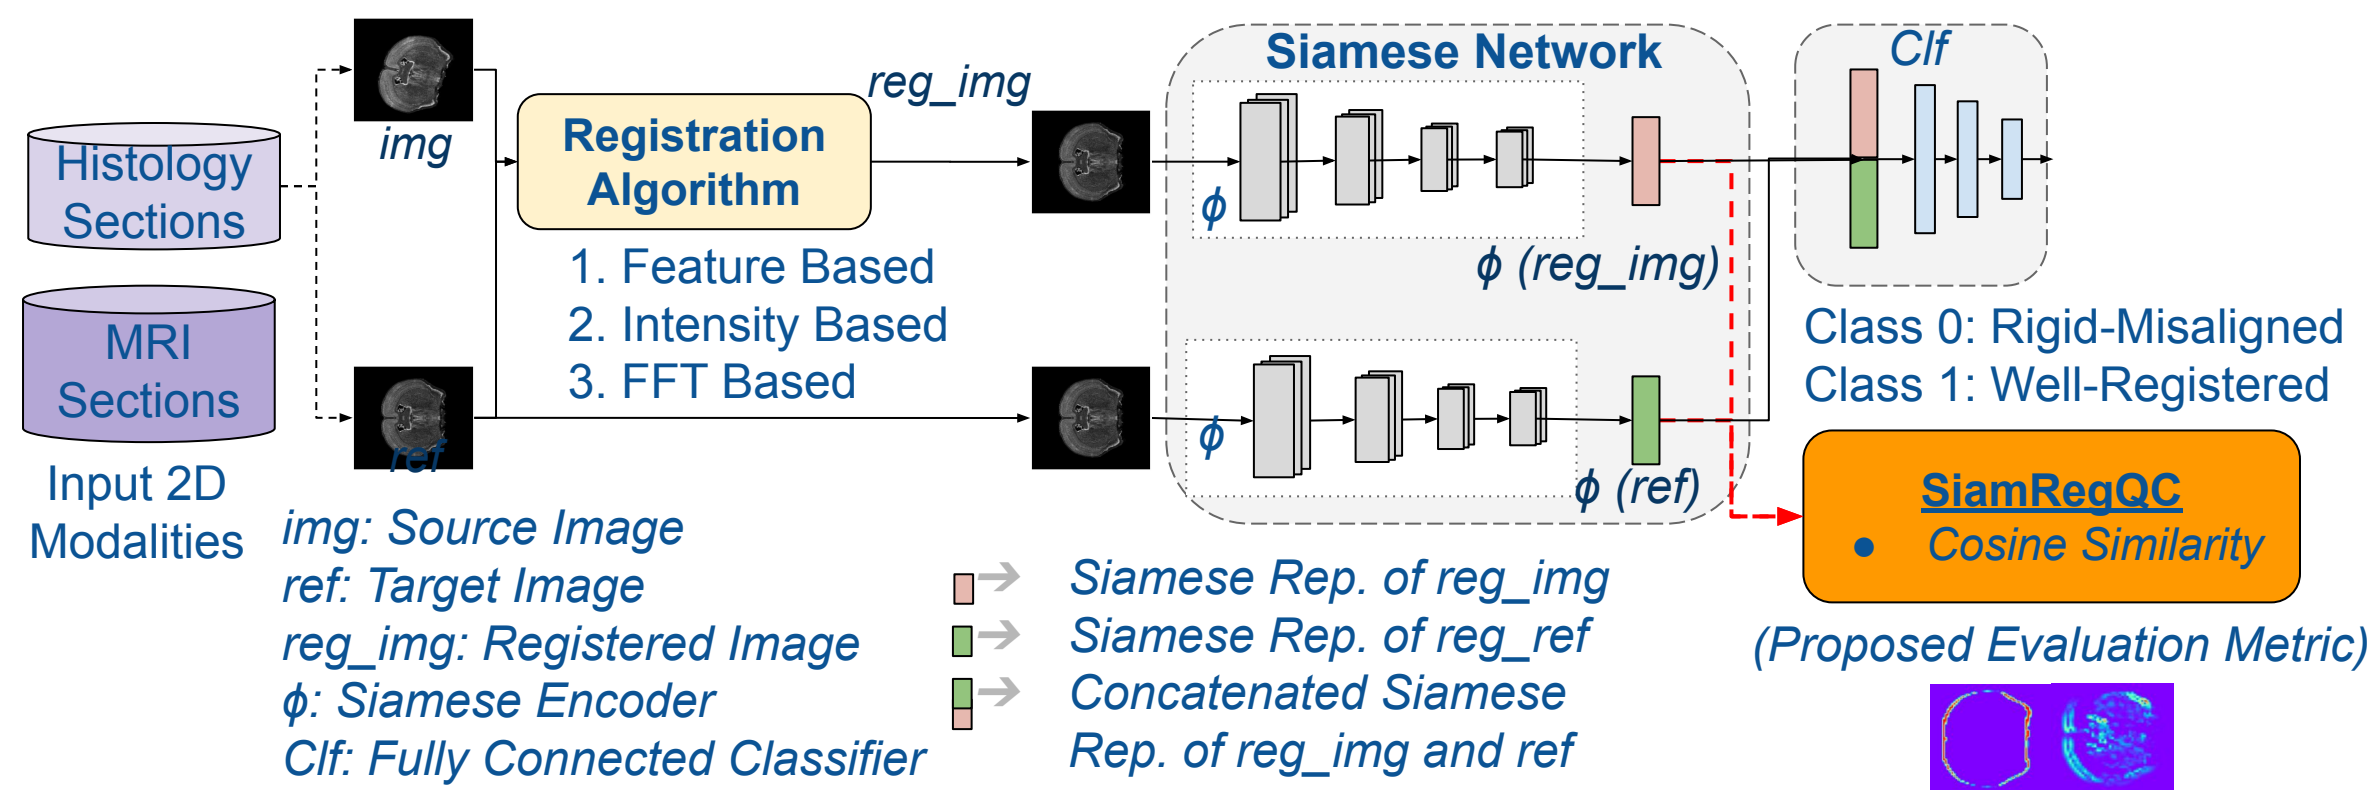 Histology
Sections
MRI
Sections
Input 2D
Modalities
img
ref
Registration
Algorithm
1. Feature Based
2. Intensity Based
3. FFT Based
reg_img
Siamese Network
ϕ
ϕ (reg_img)
ϕ
ϕ (ref)
Clf
Class 0: Rigid-Misaligned
Class 1: Well-Registered
SiamRegQC
● Cosine Similarity
(Proposed Evaluation Metric)
img: Source Image
ref: Target Image
reg_img: Registered Image
ϕ: Siamese Encoder
Clf: Fully Connected Classifier
Siamese Rep. of reg_img
Siamese Rep. of reg_ref
Concatenated Siamese
Rep. of reg_img and ref